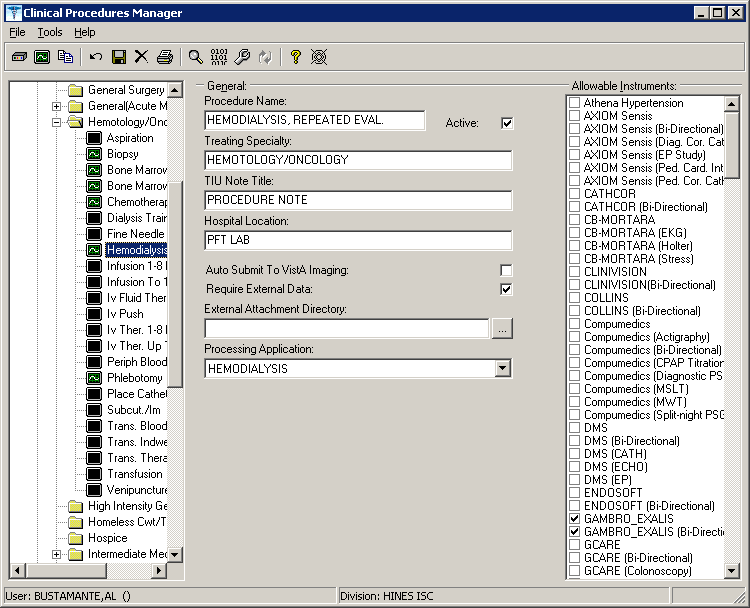 Clinical Procedures Manager
File Tools Help
General Surgery
General(Acute M
Hemotology/Onc
Aspiration
Biopsy
Bone Marrow
Bone Marrow
Chemotherap
Dialysis Train
Fine Needle
Hemodialysis
Infusion 1-8
Infusion To 1
Iv Fluid Ther
Iv Push
Iv Ther. 1-8
Iv Ther. Up
Periph Blood
Phlebotomy
Place Cathet
Subcut./Im
Trans. Blood
Trans. Indwe
Trans. Thera
Transfusion
Venipuncture
High Intensity Ge
Homeless Cwt/T
Hospice
Intermediate Med
General:
Procedure Name:
HEMODIALYSIS, REPEATED EVAL.
Active:
Treating Specialty:
HEMOTOLOGY/ONCOLOGY
TIU Note Title:
PROCEDURE NOTE
Hospital Location:
PFT LAB
Auto Submit To VistA Imaging:
Require External Data:
External Attachment Directory:
...
Processing Application:
HEMODIALYSIS
Allowable Instruments:
Athena Hypertension
AXIOM Sensis
AXIOM Sensis (Bi-Directional)
AXIOM Sensis (Diag. Cor. Cat
AXIOM Sensis (EP Study)
AXIOM Sensis (Ped. Card. Int
AXIOM Sensis (Ped. Cor. Cath
CATHCOR
CATHCOR (Bi-Directional)
CB-MORTARA
CB-MORTARA (EKG)
CB-MORTARA (Holter)
CB-MORTARA (Stress)
CLINIVISION
CLINIVISION(Bi-Directional)
COLLINS
COLLINS (Bi-Directional)
Compumedics
Compumedics (Actigraphy)
Compumedics (Bi-Directional)
Compumedics (CPAP Titration
Compumedics (Diagnostic PS
Compumedics (MSLT)
Compumedics (MWT)
Compumedics (Split-night PSG
DMS
DMS (Bi-Directional)
DMS (CATH)
DMS (ECHO)
DMS (EP)
ENDOSOFT
ENDOSOFT (Bi-Directional)
GAMBRO_EXALIS
GAMBRO_EXALIS (Bi-Directi
GCARE
GCARE (Bi-Directional)
GCARE (Colonoscopy)
User: BUSTAMANTE,AL () Division: HINES ISC